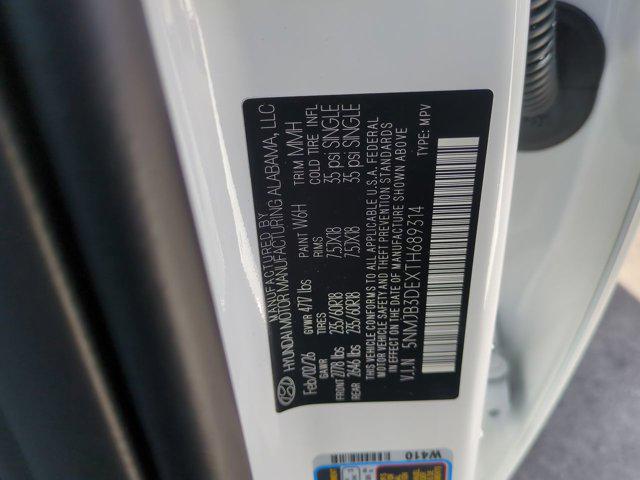 MANUFACTURED BY
HYUNDAI MOTOR MANUFACTURING ALABAMA, LLC
Feb/02/26 GVWR 4717 lbs PAINT W6H TRIM MMH
GAWR TIRES RIMS COLD TIRE INFL
FRONT 2778 lbs 235/60R18 7.5JX18 35 psi SINGLE
REAR 2646 lbs 235/60R18 7.5JX18 35 psi SINGLE
THIS VEHICLE CONFORMS TO ALL APPLICABLE U.S.A. FEDERAL
MOTOR VEHICLE SAFETY, BUMPER, AND THEFT PREVENTION STANDARDS
IN EFFECT ON THE DATE OF MANUFACTURE SHOWN ABOVE
V.I.N 5NMJB3DEXTH689314 TYPE: MPV
W410